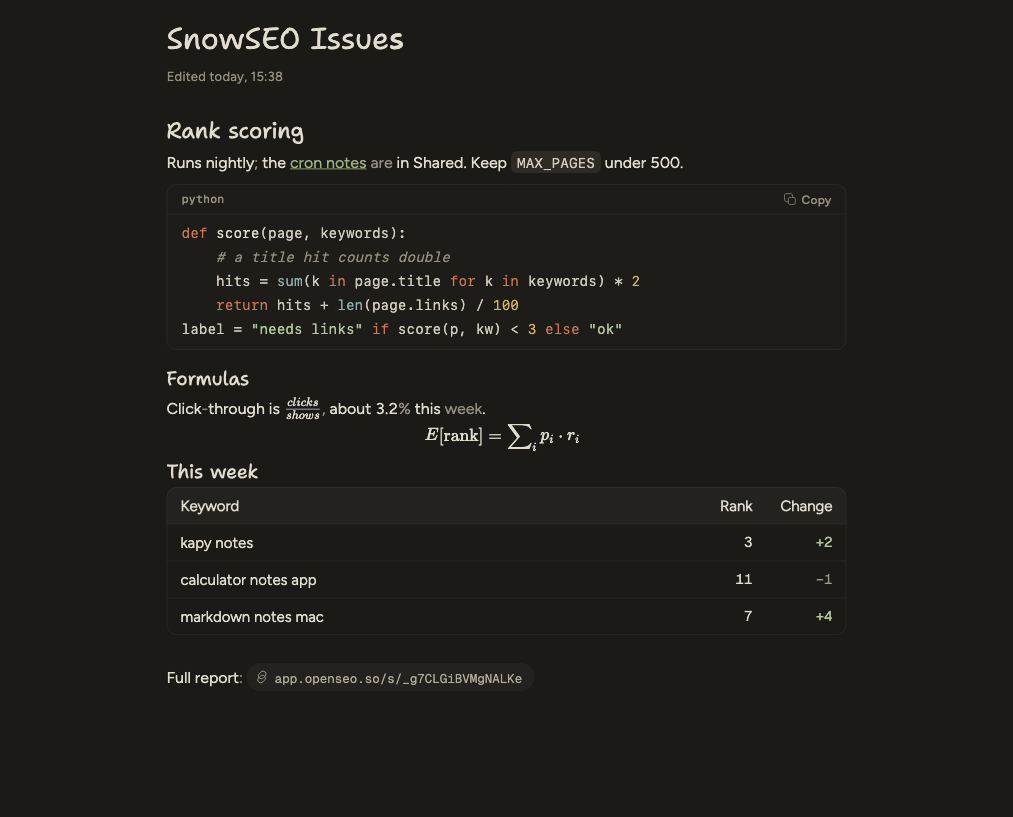 SnowSEO Issues
Edited today, 15:38
Rank scoring
Runs nightly; the cron notes are in Shared. Keep MAX_PAGES under 500.
python
Copy
def score(page, keywords):
    # a title hit counts double
    hits = sum(k in page.title for k in keywords) * 2
    return hits + len(page.links) / 100
label = "needs links" if score(p, kw) < 3 else "ok"
Formulas
Click-through is clicks/shows, about 3.2% this week.
E[rank] = ∑i pi · ri
This week
Keyword Rank Change
kapy notes 3 +2
calculator notes app 11 −1
markdown notes mac 7 +4
Full report: app.openseo.so/s/_g7CLGiBVMgNALKe